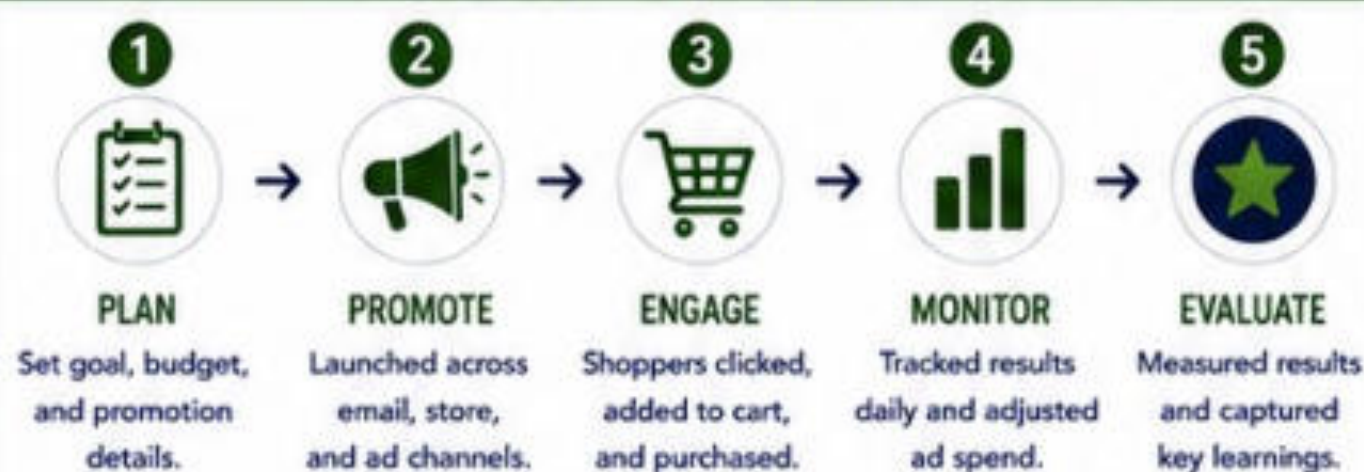 1
PLAN
Set goal, budget,
and promotion
details.
2
PROMOTE
Launched across
email, store,
and ad channels.
3
ENGAGE
Shoppers clicked,
added to cart,
and purchased.
4
MONITOR
Tracked results
daily and adjusted
ad spend.
5
EVALUATE
Measured results
and captured
key learnings.